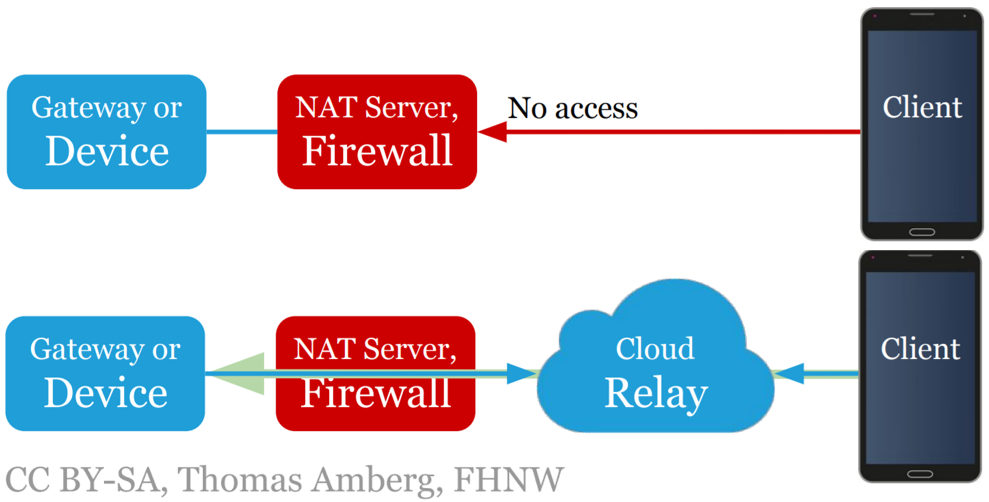 Gateway or
Device
NAT Server,
Firewall
No access
Client
Gateway or
Device
NAT Server,
Firewall
Cloud
Relay
Client
CC BY-SA, Thomas Amberg, FHNW